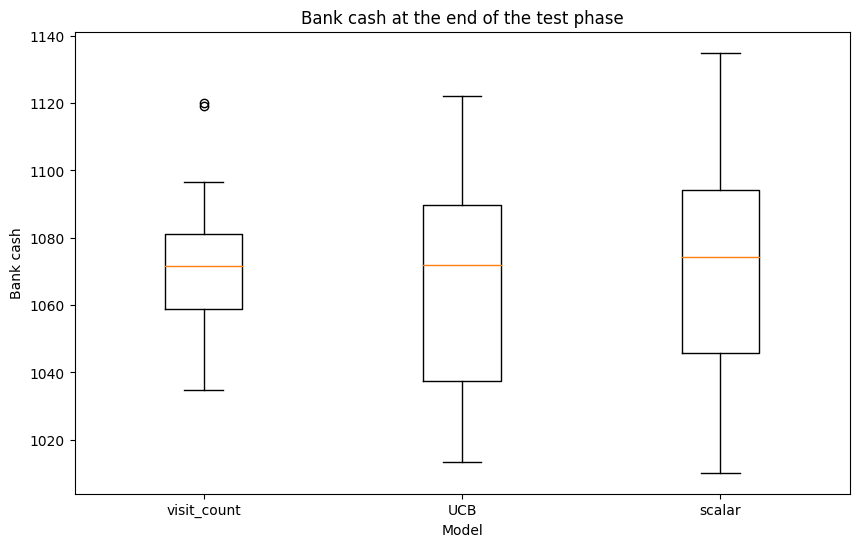 Bank cash at the end of the test phase
1140
1120
1100
1080
1060
1040
1020
Bank cash
visit_count
UCB
scalar
Model